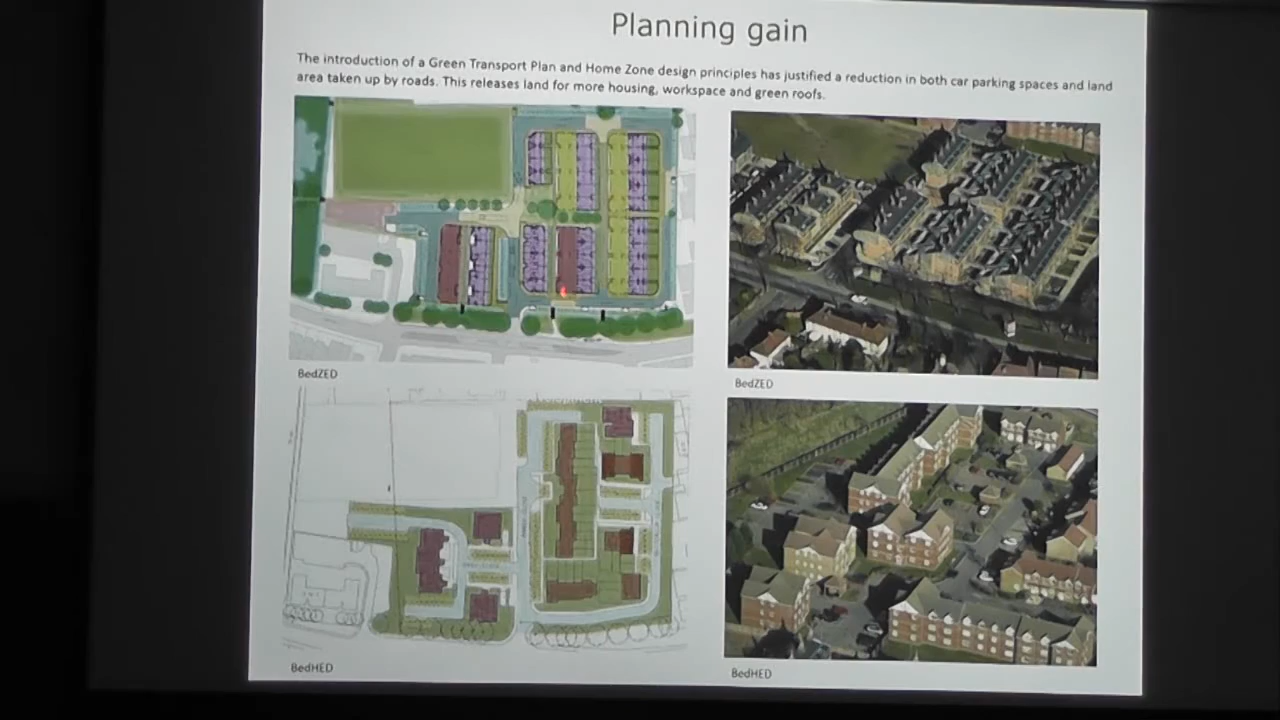 Planning gain
The introduction of a Green Transport Plan and Home Zone design principles has justified a reduction in both car parking spaces and land
area taken up by roads. This releases land for more housing, workspace and green roofs.
BedZED
BedZED
BedHED
BedHED